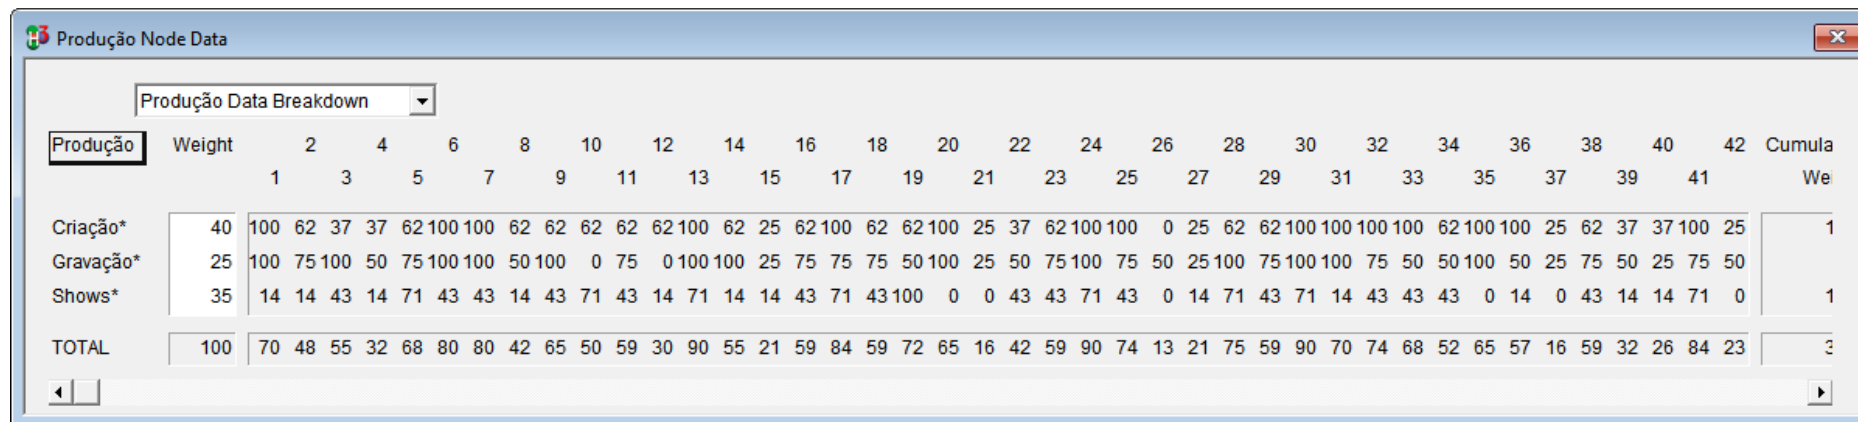 Produção Node Data
Produção Data Breakdown
Produção Weight 2 4 6 8 10 12 14 16 18 20 22 24 26 28 30 32 34 36 38 40 42 Cumula
1 3 5 7 9 11 13 15 17 19 21 23 25 27 29 31 33 35 37 39 41 Wei
Criação* 40 100 62 37 37 62 100 100 62 62 62 62 62 100 62 25 62 100 62 62 100 25 37 62 100 100 0 25 62 62 100 100 100 100 62 100 100 25 62 37 37 100 25 1
Gravação* 25 100 75 100 50 75 100 100 50 100 0 75 0 100 100 25 75 75 75 50 100 25 50 75 100 75 50 25 100 75 100 100 75 50 50 100 50 25 75 50 25 75 50
Shows* 35 14 14 43 14 71 43 43 14 43 71 43 14 71 14 14 43 71 43 100 0 0 43 43 71 43 0 14 71 43 71 14 43 43 43 0 14 0 43 14 14 71 0 1
TOTAL 100 70 48 55 32 68 80 80 42 65 50 59 30 90 55 21 59 84 59 72 65 16 42 59 90 74 13 21 75 59 90 70 74 68 52 65 57 16 59 32 26 84 23 3